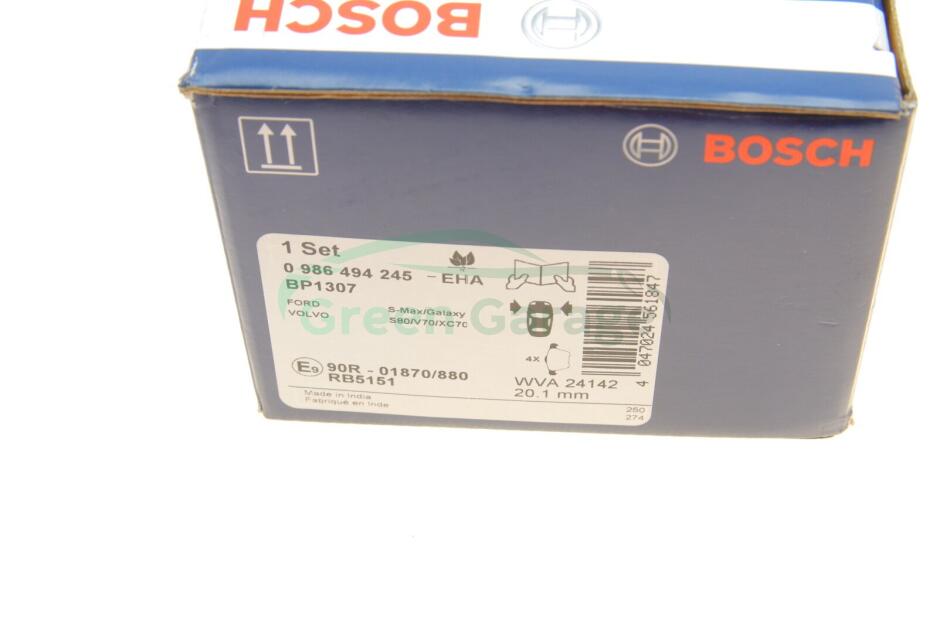 BOSCH
BOSCH
1 Set
0 986 494 245 - EHA
BP1307
FORD S-Max/Galaxy
VOLVO S80/V70/XC70
Green Garage
4X
E9 90R - 01870/880
RB5151
WVA 24142
20.1 mm
Made in India
Fabriqué en Inde
250
274
4 047024 561847